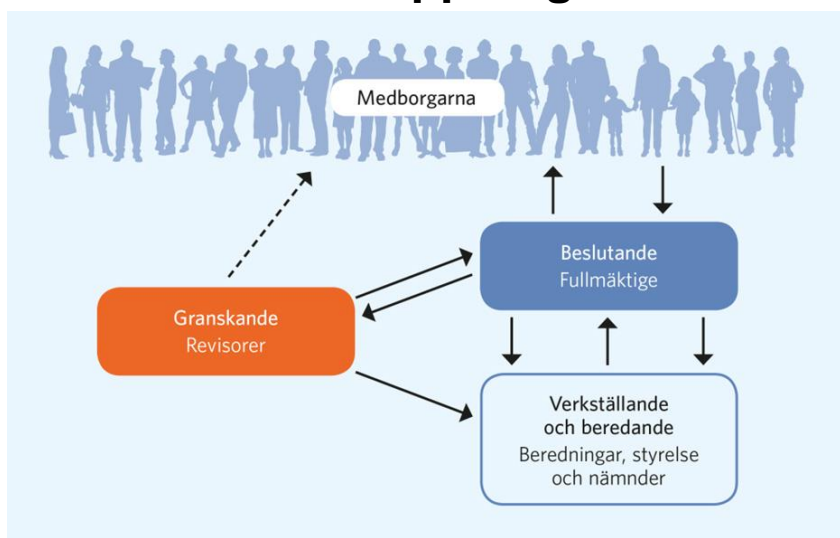 Medborgarna
Beslutande
Fullmäktige
Granskande
Revisorer
Verkställande
och beredande
Beredningar, styrelse
och nämnder